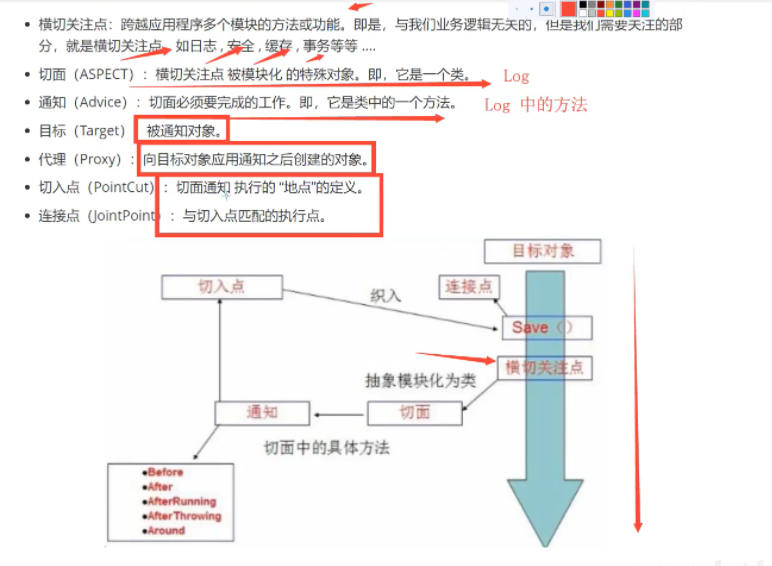 横切关注点：跨越应用程序多个模块的方法或功能。即是，与我们业务逻辑无关的，但是我们需要关注的部
分，就是横切关注点。如日志 , 安全 , 缓存 , 事务等等 ....
切面（ASPECT）：横切关注点 被模块化 的特殊对象。即，它是一个类。
Log
通知（Advice）：切面必须要完成的工作。即，它是类中的一个方法。
Log 中的方法
目标（Target）：被通知对象。
代理（Proxy）：向目标对象应用通知之后创建的对象。
切入点（PointCut）：切面通知 执行的 “地点”的定义。
连接点（JointPoint）：与切入点匹配的执行点。
目标对象
切入点
连接点
织入
Save（）
横切关注点
抽象模块化为类
通知
切面
切面中的具体方法
•Before
•After
•AfterRunning
•AfterThrowing
•Around